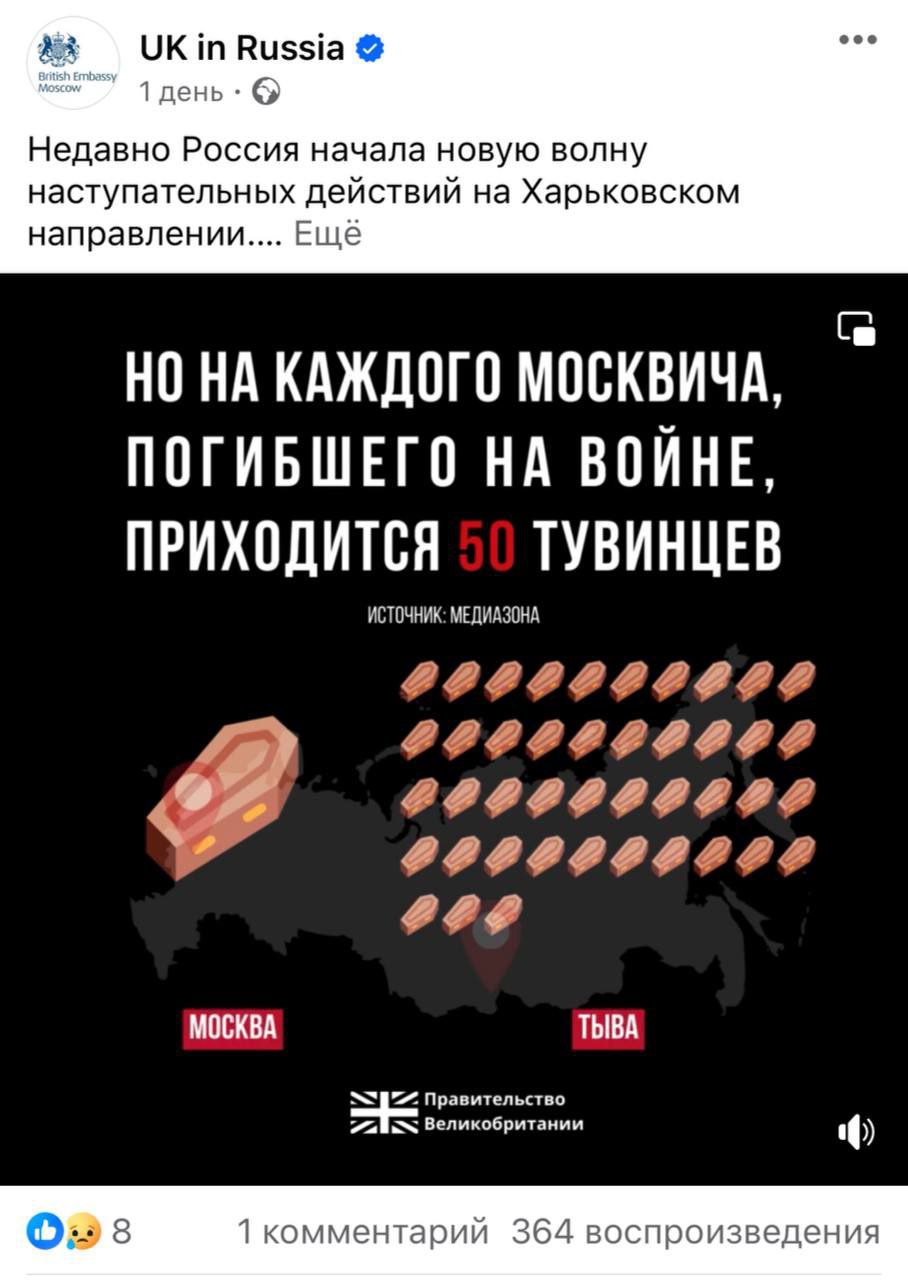 British Embassy
Moscow
UK in Russia
1 день ·
Недавно Россия начала новую волну
наступательных действий на Харьковском
направлении.... Ещё
НО НА КАЖДОГО МОСКВИЧА,
ПОГИБШЕГО НА ВОЙНЕ,
ПРИХОДИТСЯ 50 ТУВИНЦЕВ
ИСТОЧНИК: МЕДИАЗОНА
МОСКВА
ТЫВА
Правительство
Великобритании
8
1 комментарий 364 воспроизведения